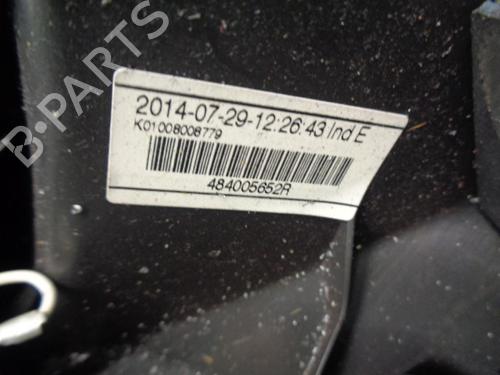 B-PARTS
2014-07-29-12:26:43 Ind E
K01008008779
484005652R